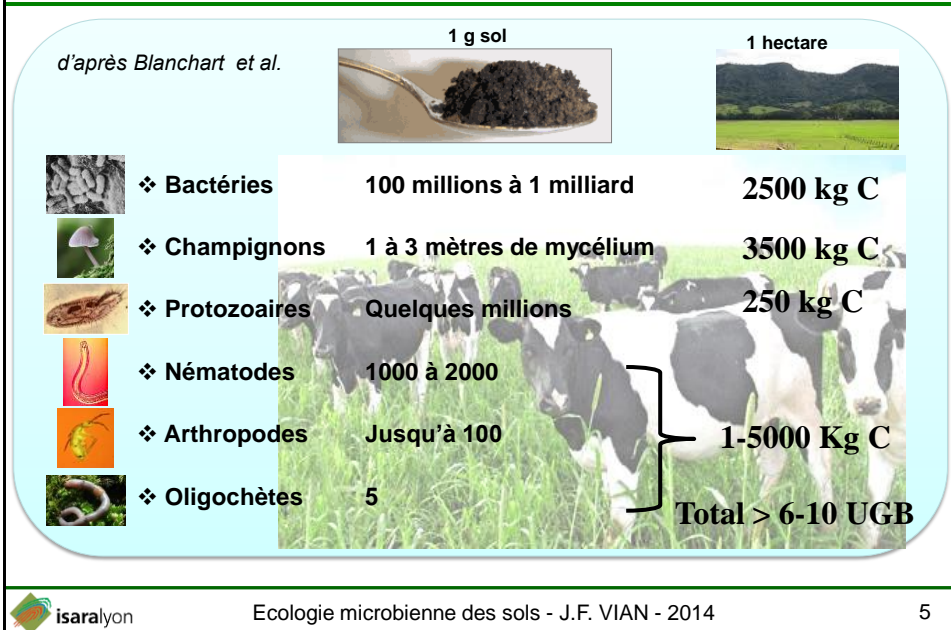 d'après Blanchart et al.
1 g sol
1 hectare
❖ Bactéries 100 millions à 1 milliard 2500 kg C
❖ Champignons 1 à 3 mètres de mycélium 3500 kg C
❖ Protozoaires Quelques millions 250 kg C
❖ Nématodes 1000 à 2000
❖ Arthropodes Jusqu'à 100 1-5000 Kg C
❖ Oligochètes 5
Total > 6-10 UGB
isaralyon Ecologie microbienne des sols - J.F. VIAN - 2014 5